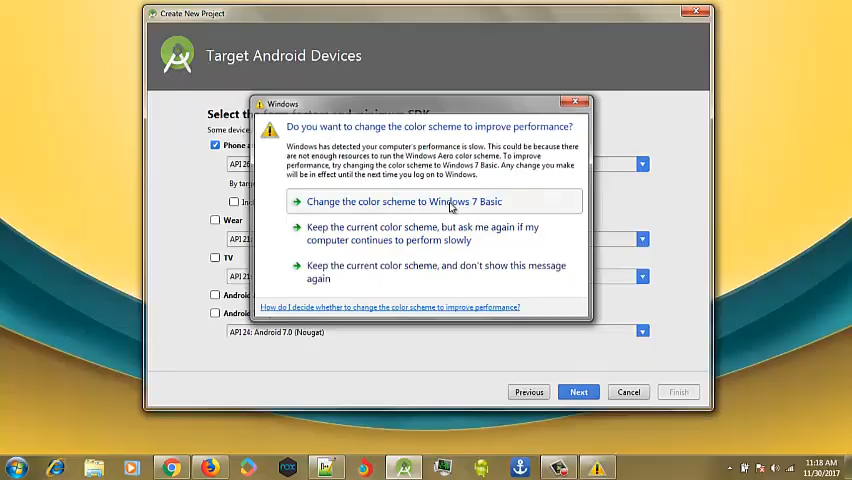 Create New Project
Target Android Devices
Select the
Some device
Phone a
API 26
By targ
Incl
Wear
API 21:
TV
API 21:
Android
Android
API 24: Android 7.0 (Nougat)
Previous
Next
Cancel
Finish
Windows
Do you want to change the color scheme to improve performance?
Windows has detected your computer's performance is slow. This could be because
there are not enough resources to run the Windows Aero color scheme. To improve
performance, try changing the color scheme to Windows 7 Basic. Any change you make
will be in effect until the next time you log on to Windows.
Change the color scheme to Windows 7 Basic
Keep the current color scheme, but ask me again if my
computer continues to perform slowly
Keep the current color scheme, and don't show this message
again
How do I decide whether to change the color scheme to improve performance?
nox
11:18 AM
11/30/2017